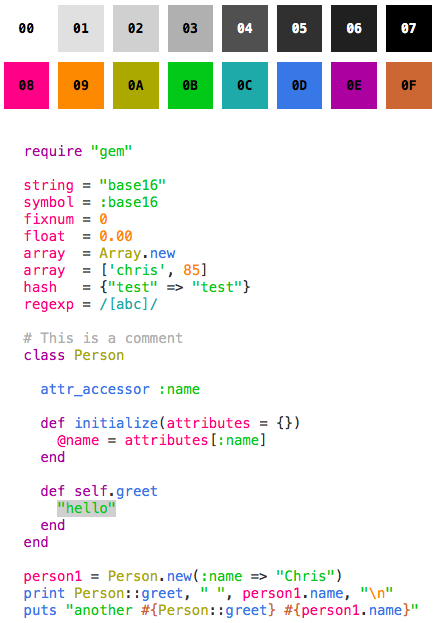 00 01 02 03 04 05 06 07
08 09 0A 0B 0C 0D 0E 0F
require "gem"
string = "base16"
symbol = :base16
fixnum = 0
float  = 0.00
array  = Array.new
array  = ['chris', 85]
hash   = {"test" => "test"}
regexp = /[abc]/
# This is a comment
class Person
  attr_accessor :name
  def initialize(attributes = {})
    @name = attributes[:name]
  end
  def self.greet
    "hello"
  end
end
person1 = Person.new(:name => "Chris")
print Person::greet, " ", person1.name, "\n"
puts "another #{Person::greet} #{person1.name}"